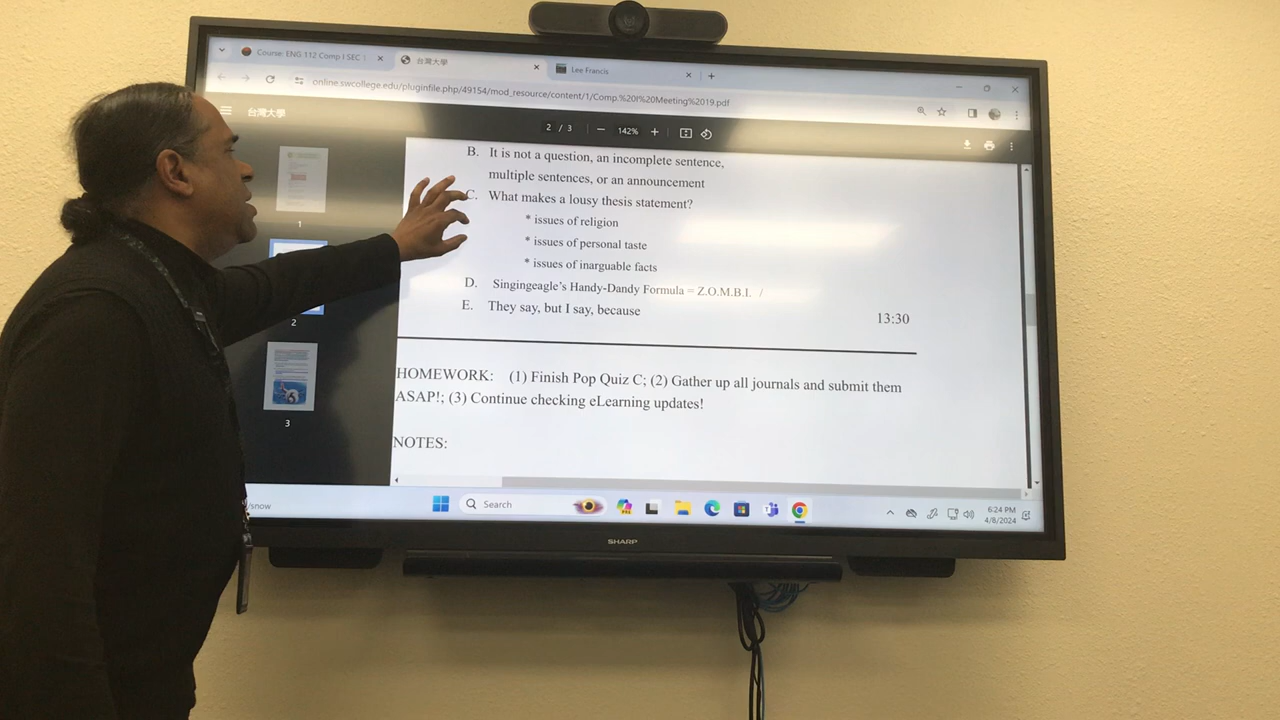 Course: ENG 112 Comp I SEC
台灣大學
Lee Francis
online.swcollege.edu/pluginfile.php/49154/mod_resource/content/1/Comp.%20I%20Meeting%2019.pdf
台灣大學
2 / 3
142%
B. It is not a question, an incomplete sentence,
multiple sentences, or an announcement
C. What makes a lousy thesis statement?
* issues of religion
* issues of personal taste
* issues of inarguable facts
D. Singingeagle's Handy-Dandy Formula = Z.O.M.B.I. /
E. They say, but I say, because
13:30
HOMEWORK: (1) Finish Pop Quiz C; (2) Gather up all journals and submit them
ASAP!; (3) Continue checking eLearning updates!
NOTES:
1
2
3
/snow
Search
6:24 PM
4/8/2024
SHARP